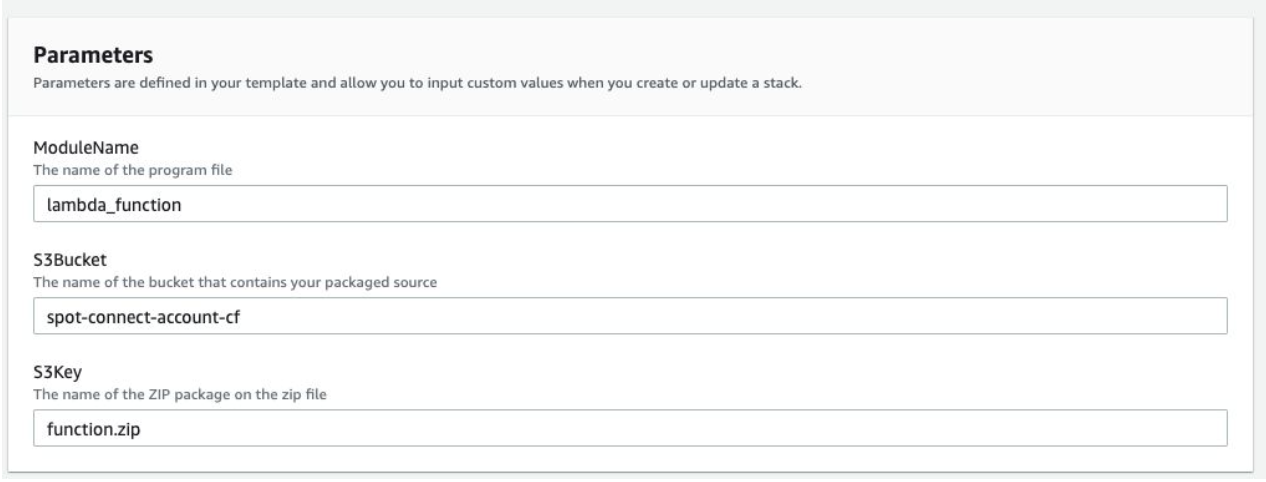 Parameters
Parameters are defined in your template and allow you to input custom values when you create or update a stack.
ModuleName
The name of the program file
lambda_function
S3Bucket
The name of the bucket that contains your packaged source
spot-connect-account-cf
S3Key
The name of the ZIP package on the zip file
function.zip